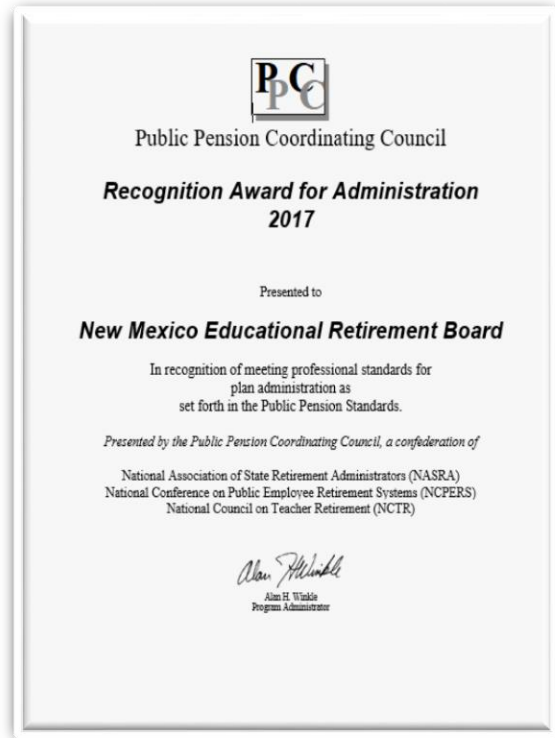 PPCC
Public Pension Coordinating Council
Recognition Award for Administration
2017
Presented to
New Mexico Educational Retirement Board
In recognition of meeting professional standards for
plan administration as
set forth in the Public Pension Standards.
Presented by the Public Pension Coordinating Council, a confederation of
National Association of State Retirement Administrators (NASRA)
National Conference on Public Employee Retirement Systems (NCPERS)
National Council on Teacher Retirement (NCTR)
Alan H Winkle
Alan H. Winkle
Program Administrator